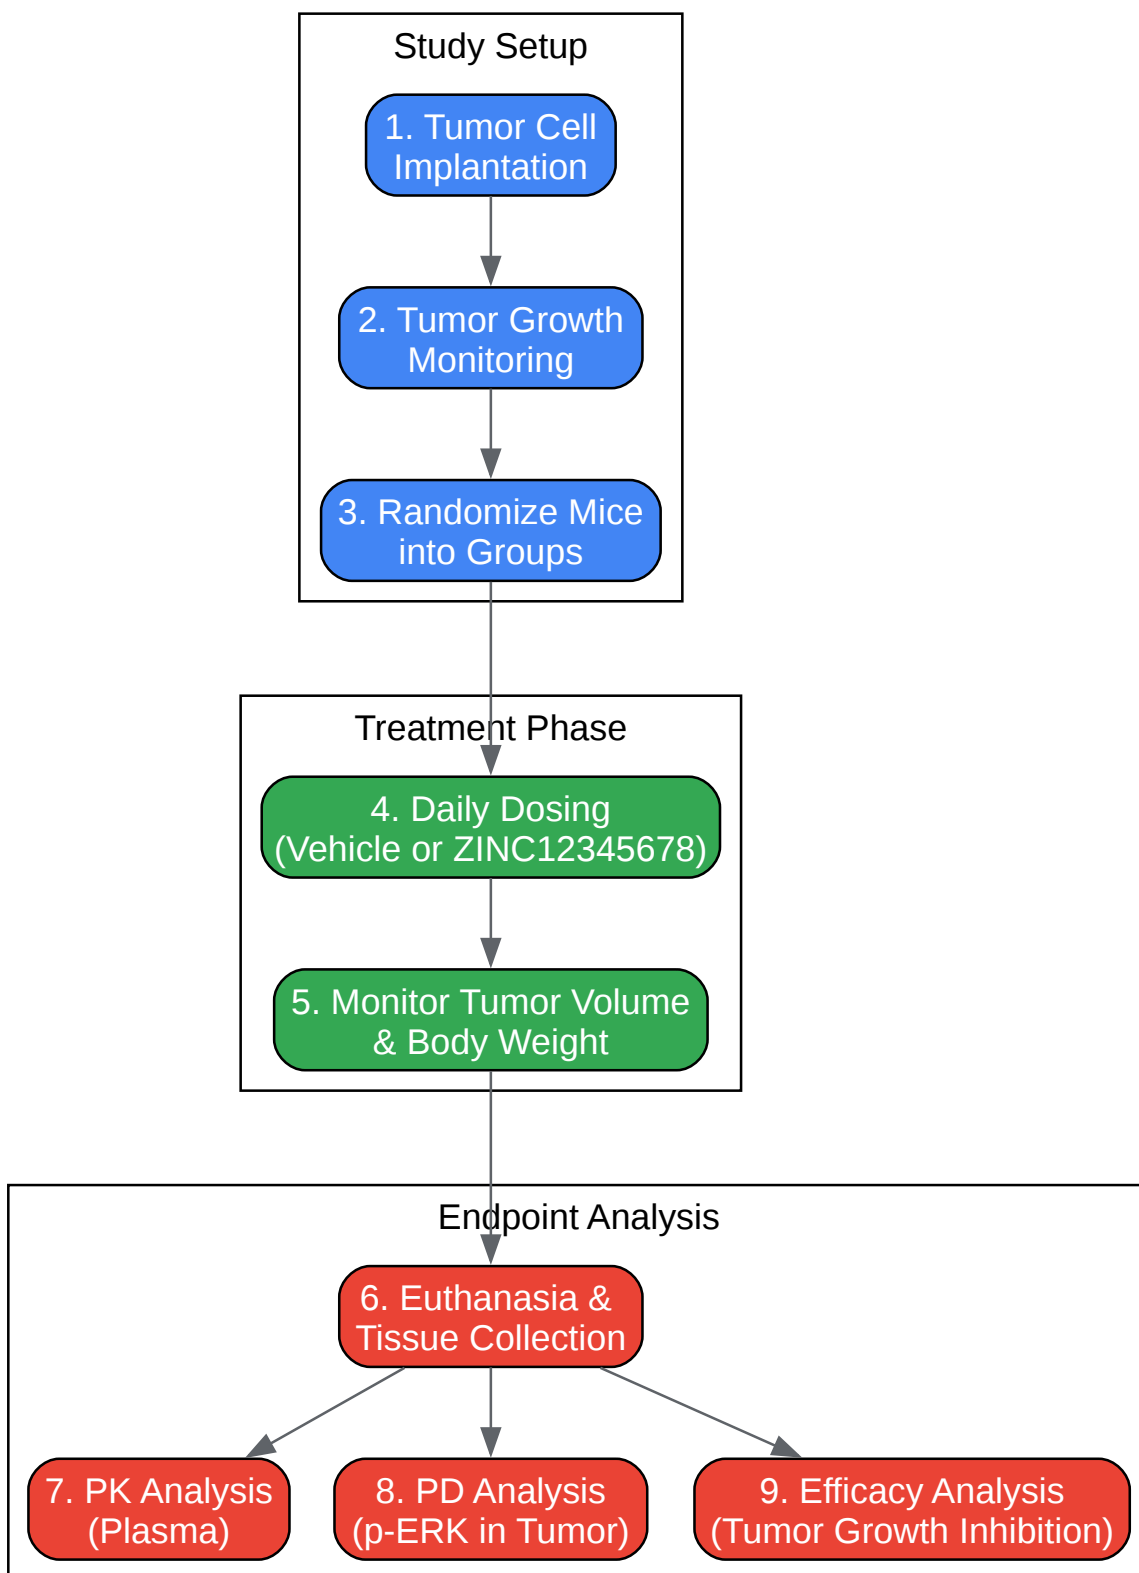 Study Setup
1. Tumor Cell
Implantation
2. Tumor Growth
Monitoring
3. Randomize Mice
into Groups
Treatment Phase
4. Daily Dosing
(Vehicle or ZINC12345678)
5. Monitor Tumor Volume
& Body Weight
Endpoint Analysis
6. Euthanasia &
Tissue Collection
7. PK Analysis
(Plasma)
8. PD Analysis
(p-ERK in Tumor)
9. Efficacy Analysis
(Tumor Growth Inhibition)